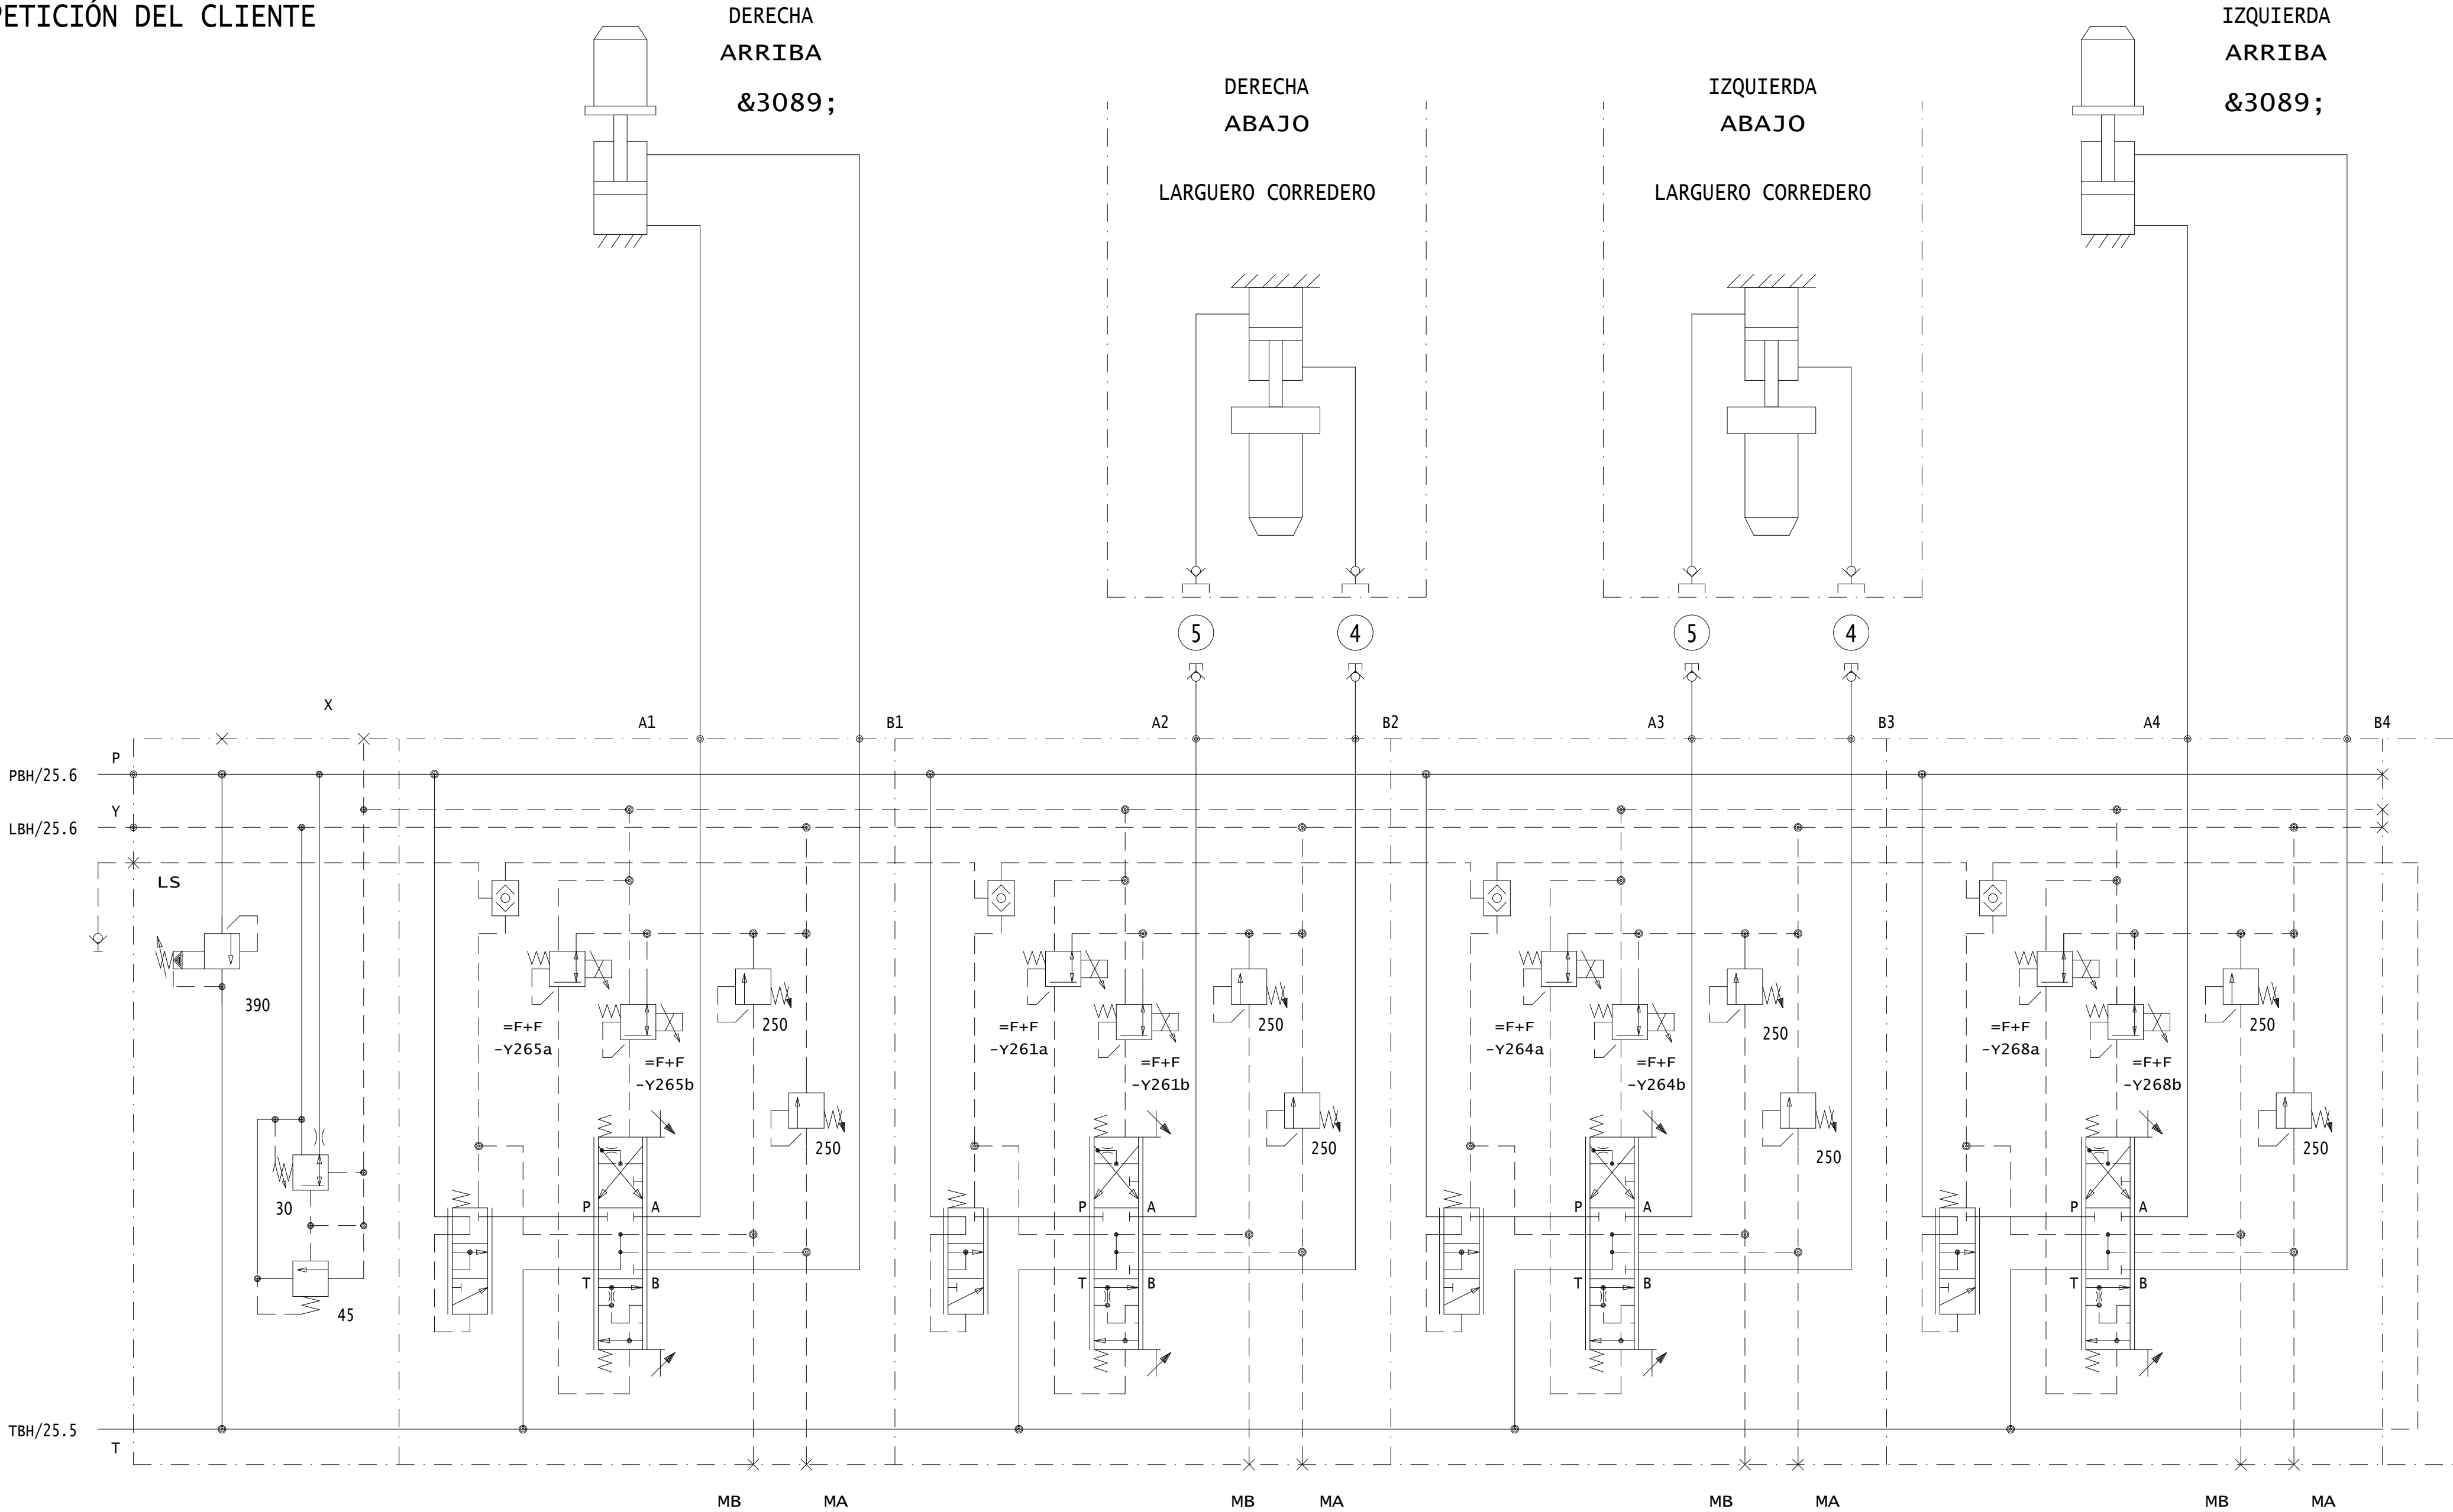 PETICIÓN DEL CLIENTE
DERECHA
ARRIBA
&3089;
DERECHA
ABAJO
LARGUERO CORREDERO
IZQUIERDA
ABAJO
LARGUERO CORREDERO
IZQUIERDA
ARRIBA
&3089;
5
4
5
4
X
A1
B1
A2
B2
A3
B3
A4
B4
P
PBH/25.6
Y
LBH/25.6
LS
390
30
45
=F+F
-Y265a
=F+F
-Y265b
250
250
P
A
T
B
=F+F
-Y261a
=F+F
-Y261b
250
250
P
A
T
B
=F+F
-Y264a
=F+F
-Y264b
250
250
P
A
T
B
=F+F
-Y268a
=F+F
-Y268b
250
250
P
A
T
B
TBH/25.5
T
MB
MA
MB
MA
MB
MA
MB
MA